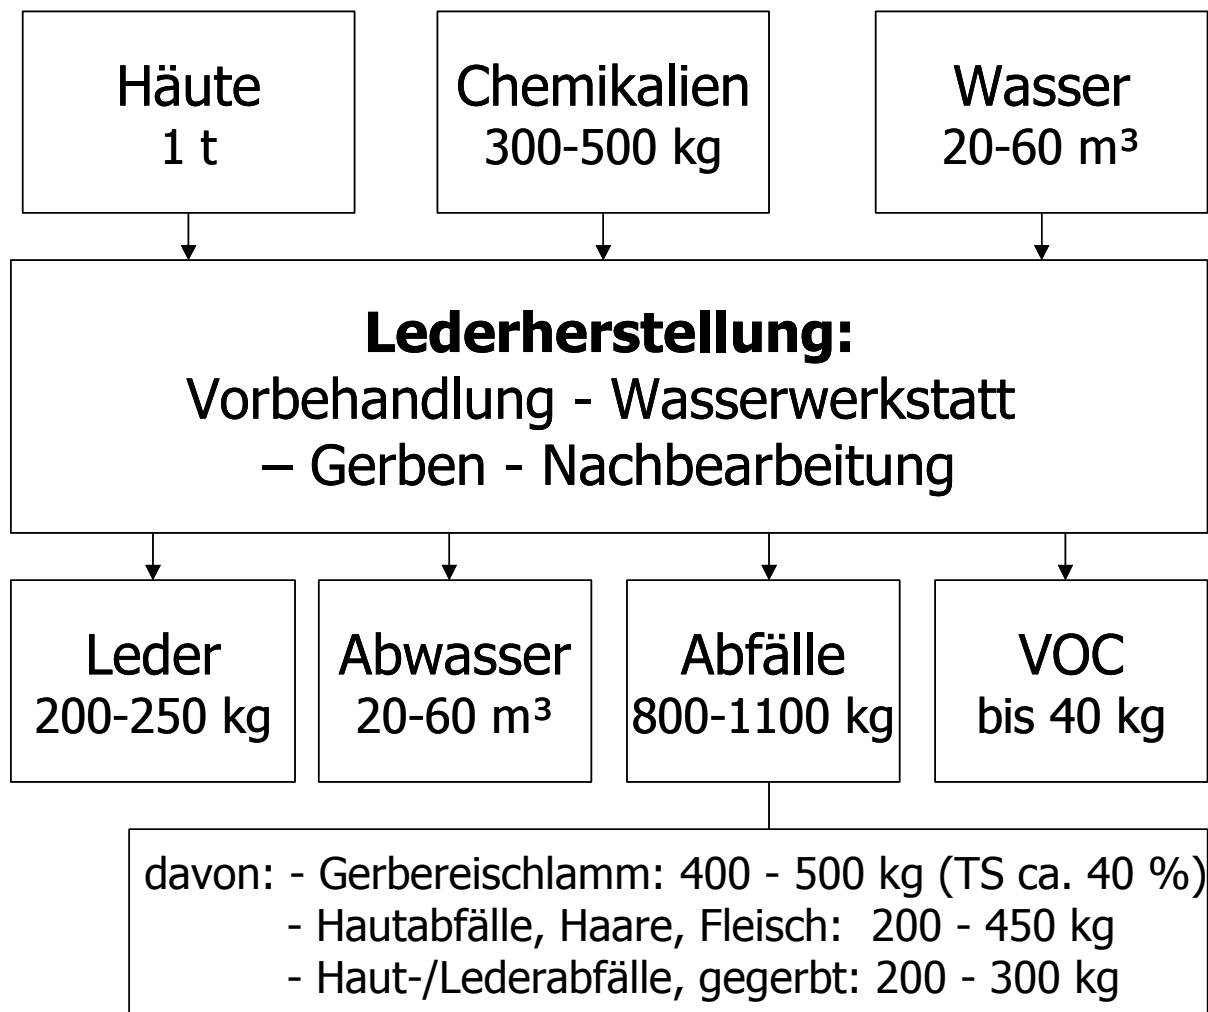 Häute
1 t
Chemikalien
300-500 kg
Wasser
20-60 m³
Lederherstellung:
Vorbehandlung - Wasserwerkstatt
– Gerben - Nachbearbeitung
Leder
200-250 kg
Abwasser
20-60 m³
Abfälle
800-1100 kg
VOC
bis 40 kg
davon: - Gerbereischlamm: 400 - 500 kg (TS ca. 40 %)
- Hautabfälle, Haare, Fleisch: 200 - 450 kg
- Haut-/Lederabfälle, gegerbt: 200 - 300 kg